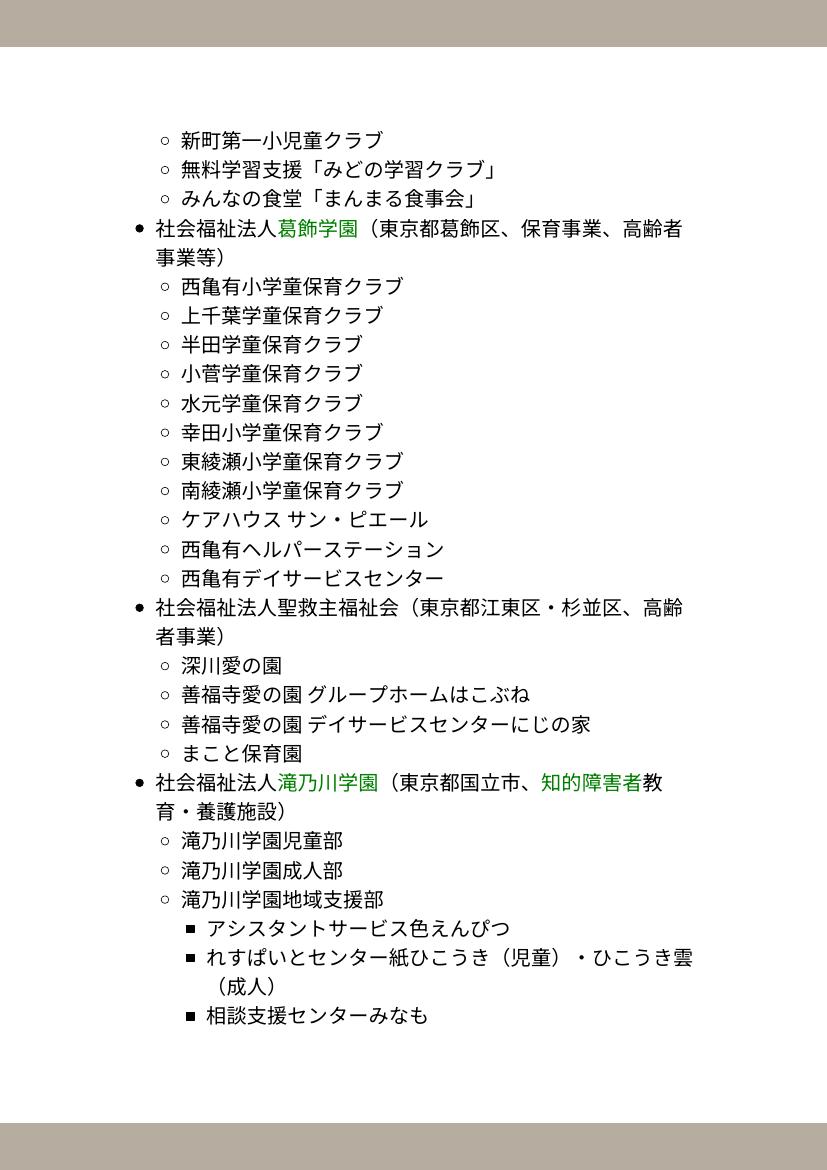 新町第一小児童クラブ
無料学習支援「みどの学習クラブ」
みんなの食堂「まんまる食事会」
社会福祉法人葛飾学園（東京都葛飾区、保育事業、高齢者
事業等）
西亀有小学童保育クラブ
上千葉学童保育クラブ
半田学童保育クラブ
小菅学童保育クラブ
水元学童保育クラブ
幸田小学童保育クラブ
東綾瀬小学童保育クラブ
南綾瀬小学童保育クラブ
ケアハウス サン・ピエール
西亀有ヘルパーステーション
西亀有デイサービスセンター
社会福祉法人聖救主福祉会（東京都江東区・杉並区、高齢
者事業）
深川愛の園
善福寺愛の園 グループホームはこぶね
善福寺愛の園 デイサービスセンターにじの家
まこと保育園
社会福祉法人滝乃川学園（東京都国立市、知的障害者教
育・養護施設）
滝乃川学園児童部
滝乃川学園成人部
滝乃川学園地域支援部
アシスタントサービス色えんぴつ
れすぱいとセンター紙ひこうき（児童）・ひこうき雲
（成人）
相談支援センターみなも